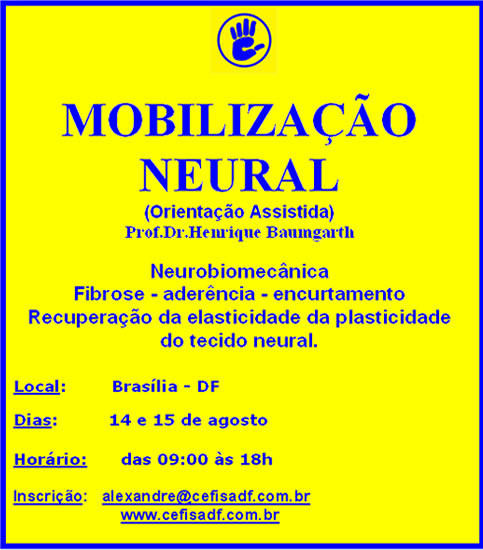 MOBILIZAÇÃO
NEURAL
(Orientação Assistida)
Prof.Dr.Henrique Baumgarth
Neurobiomecânica
Fibrose - aderência - encurtamento
Recuperação da elasticidade da plasticidade
do tecido neural.
Local: Brasília - DF
Dias: 14 e 15 de agosto
Horário: das 09:00 às 18h
Inscrição: alexandre@cefisadf.com.br
www.cefisadf.com.br